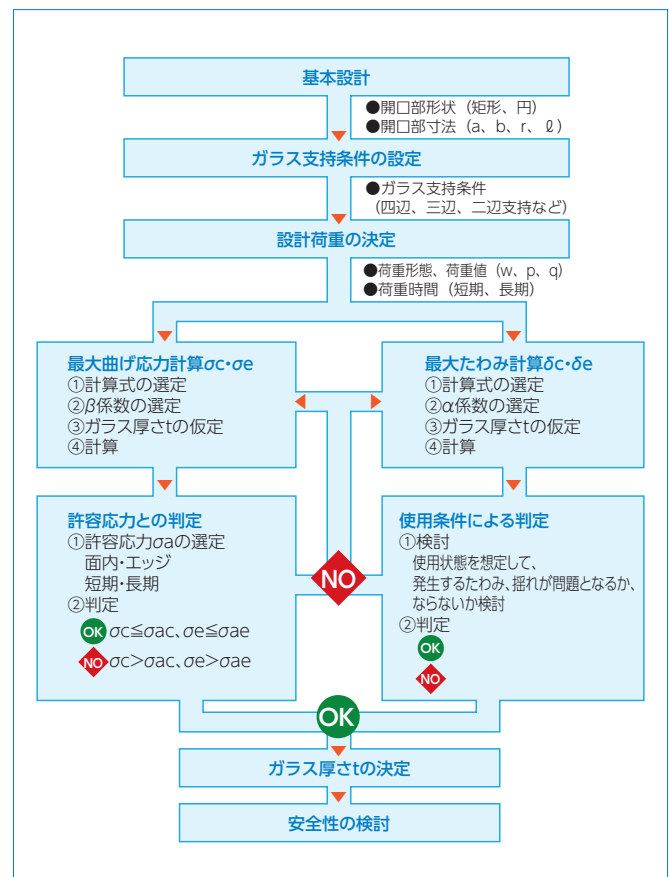 基本設計
●開口部形状（矩形、円）
●開口部寸法（a、b、r、ℓ）
ガラス支持条件の設定
●ガラス支持条件
（四辺、三辺、二辺支持など）
設計荷重の決定
●荷重形態、荷重値（w、p、q）
●荷重時間（短期、長期）
最大曲げ応力計算σc・σe
①計算式の選定
②β係数の選定
③ガラス厚さtの仮定
④計算
最大たわみ計算δc・δe
①計算式の選定
②α係数の選定
③ガラス厚さtの仮定
④計算
許容応力との判定
①許容応力σaの選定
面内・エッジ
短期・長期
②判定
OK σc≦σac、σe≦σae
NO σc>σac、σe>σae
NO
使用条件による判定
①検討
使用状態を想定して、
発生するたわみ、揺れが問題となるか、
ならないか検討
②判定
OK
NO
OK
ガラス厚さtの決定
安全性の検討